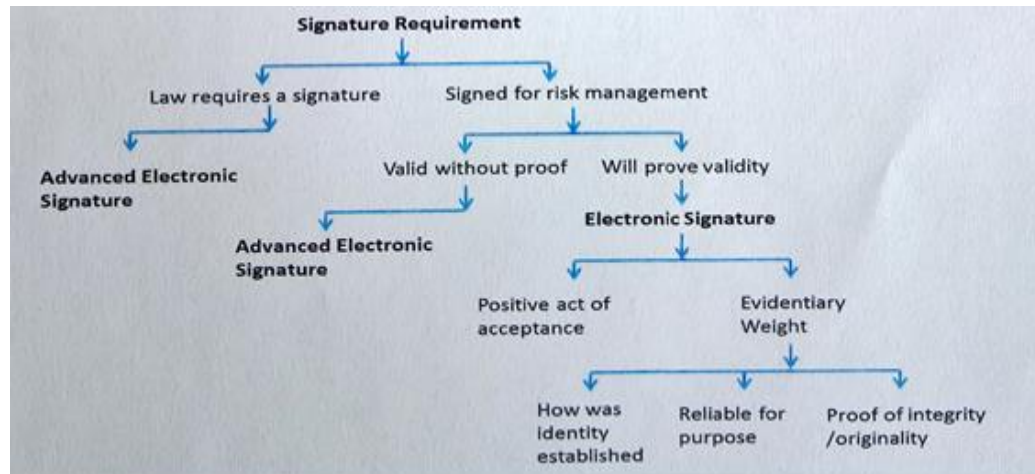 Signature Requirement
Law requires a signature
Signed for risk management
Advanced Electronic
Signature
Valid without proof
Will prove validity
Advanced Electronic
Signature
Electronic Signature
Positive act of
acceptance
Evidentiary
Weight
How was
identity
established
Reliable for
purpose
Proof of integrity
/originality